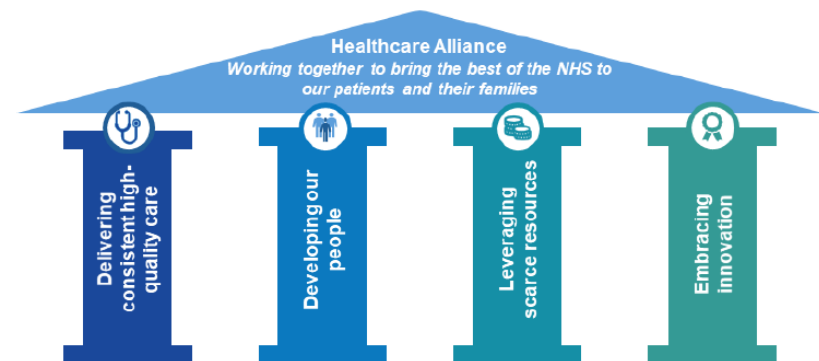 Healthcare Alliance
Working together to bring the best of the NHS to
our patients and their families
Delivering
consistent high-
quality care
Developing our
people
Leveraging
scarce resources
Embracing
innovation